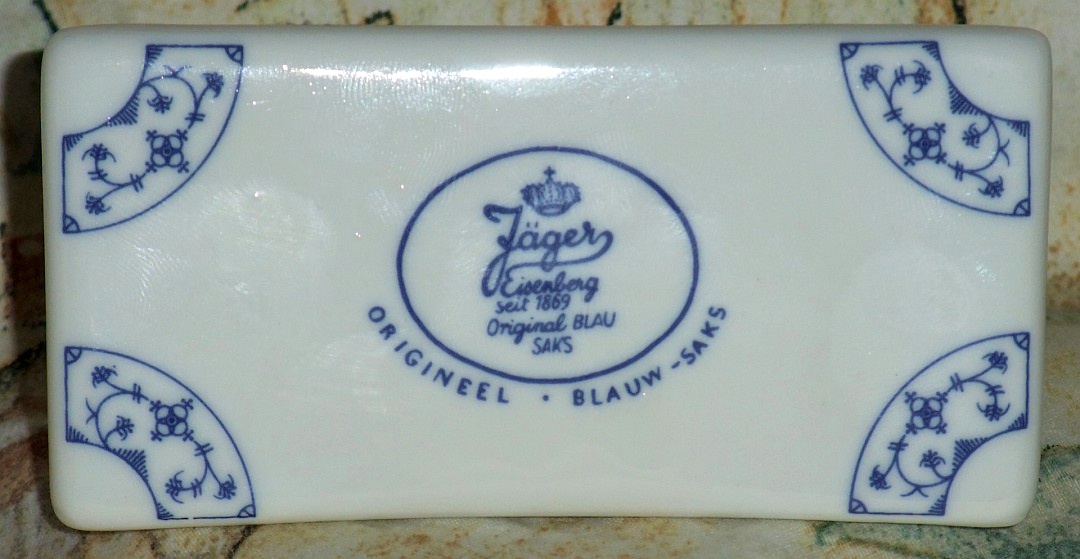 Jäger
Eisenberg
seit 1869
Original BLAU
SAKS
ORIGINEEL · BLAUW-SAKS